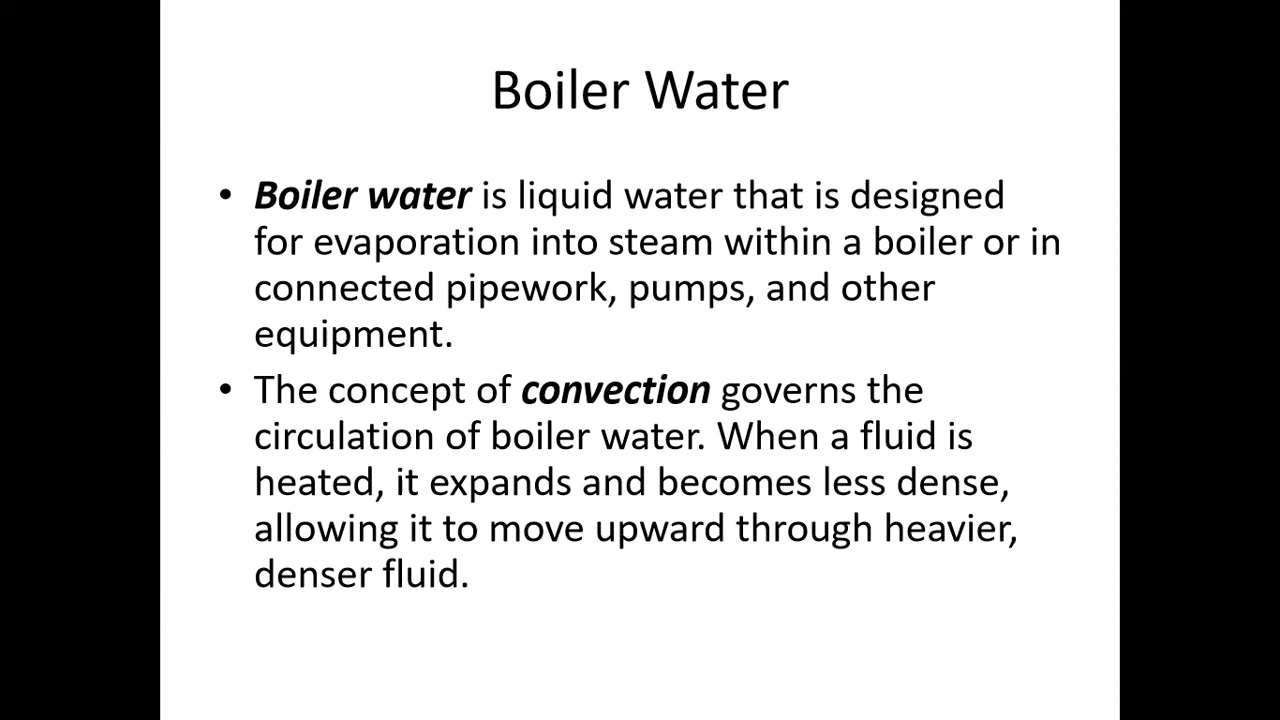 Boiler Water
• Boiler water is liquid water that is designed
for evaporation into steam within a boiler or in
connected pipework, pumps, and other
equipment.
• The concept of convection governs the
circulation of boiler water. When a fluid is
heated, it expands and becomes less dense,
allowing it to move upward through heavier,
denser fluid.